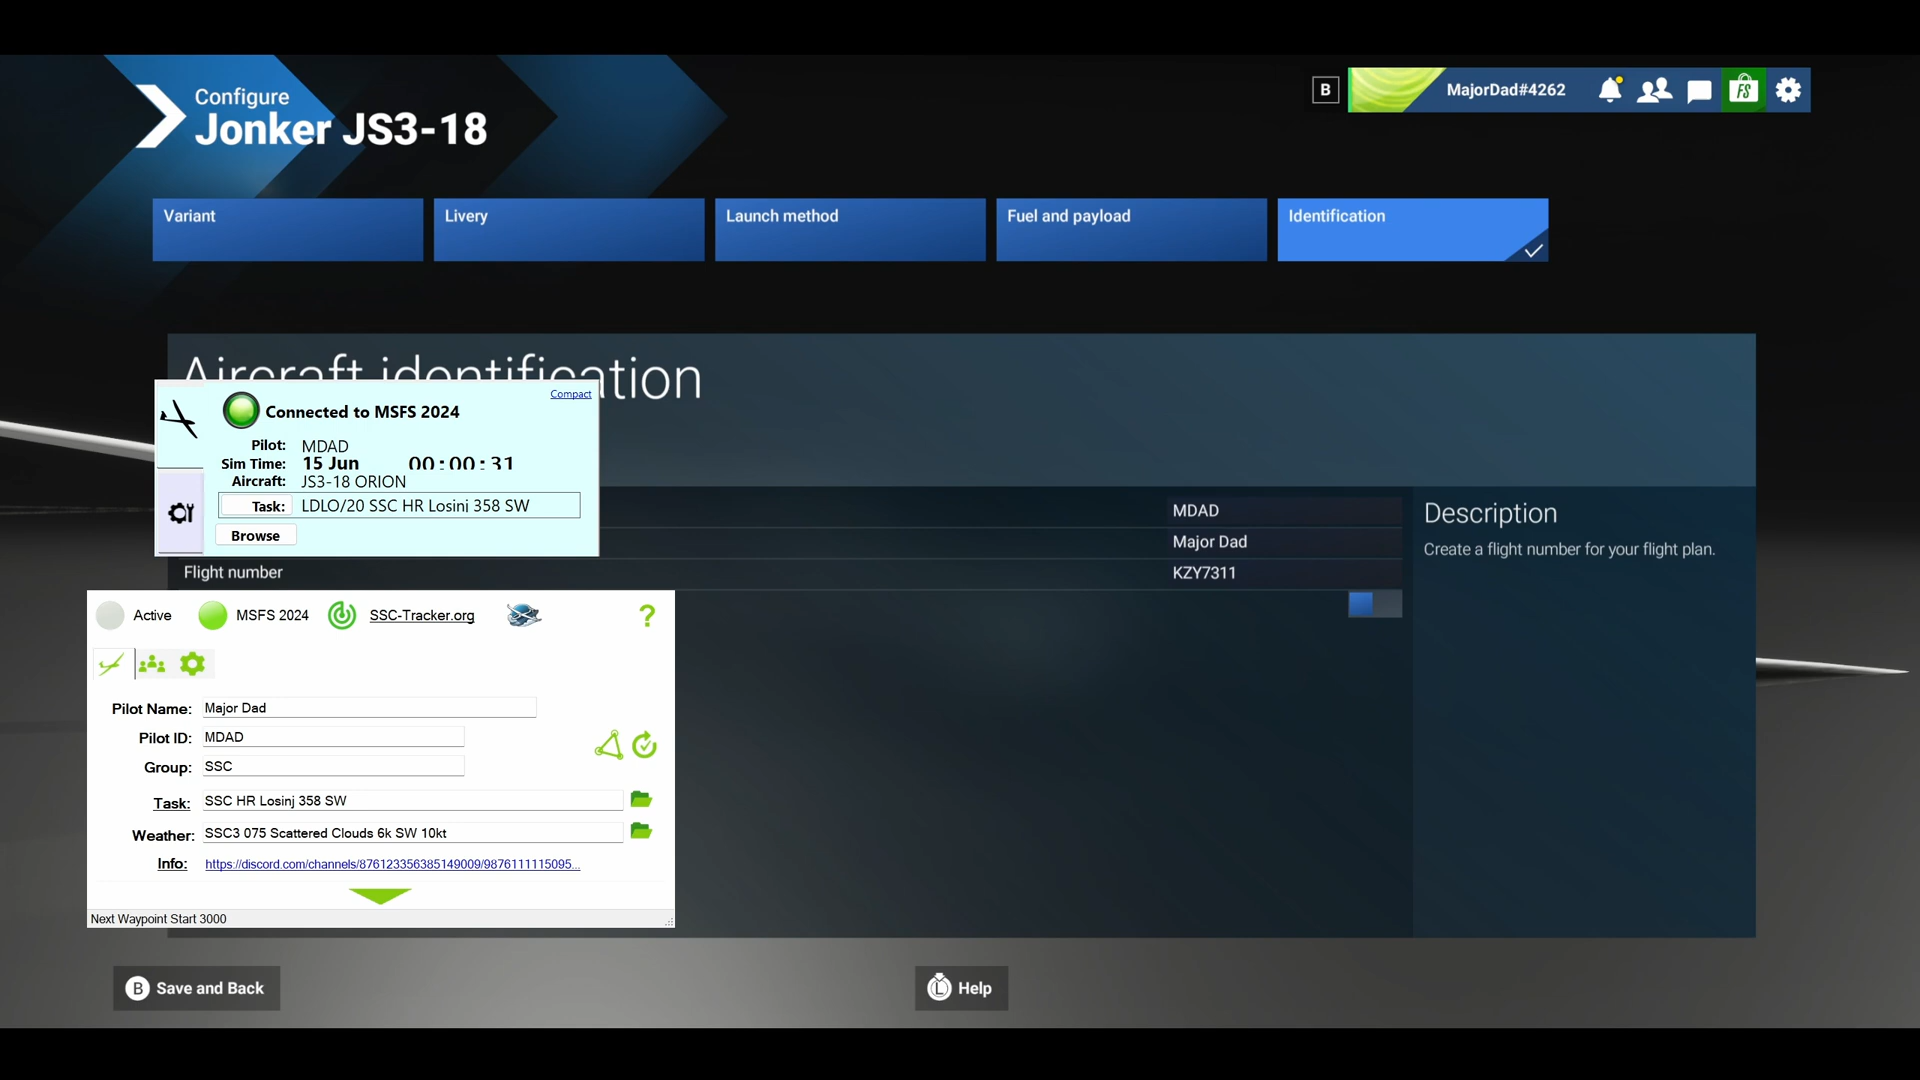 Configure
Jonker JS3-18
B
MajorDad#4262
FS
Variant
Livery
Launch method
Fuel and payload
Identification
Aircraft identification
Compact
Connected to MSFS 2024
Pilot: MDAD
Sim Time: 15 Jun 00:00:31
Aircraft: JS3-18 ORION
Task: LDLO/20 SSC HR Losinj 358 SW
Browse
MDAD
Major Dad
Flight number KZY7311
Description
Create a flight number for your flight plan.
Active
MSFS 2024
SSC-Tracker.org
?
Pilot Name: Major Dad
Pilot ID: MDAD
Group: SSC
Task: SSC HR Losinj 358 SW
Weather: SSC3 075 Scattered Clouds 6k SW 10kt
Info: https://discord.com/channels/876123356385149009/9876111115095...
Next Waypoint Start 3000
B Save and Back
L Help